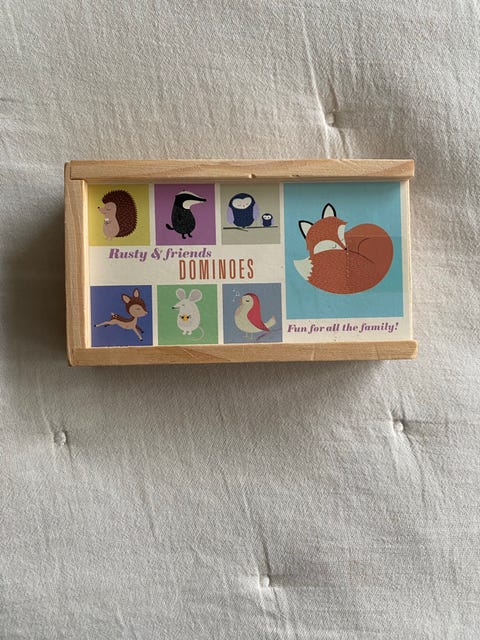 Rusty & friends
DOMINOES
Fun for all the family!